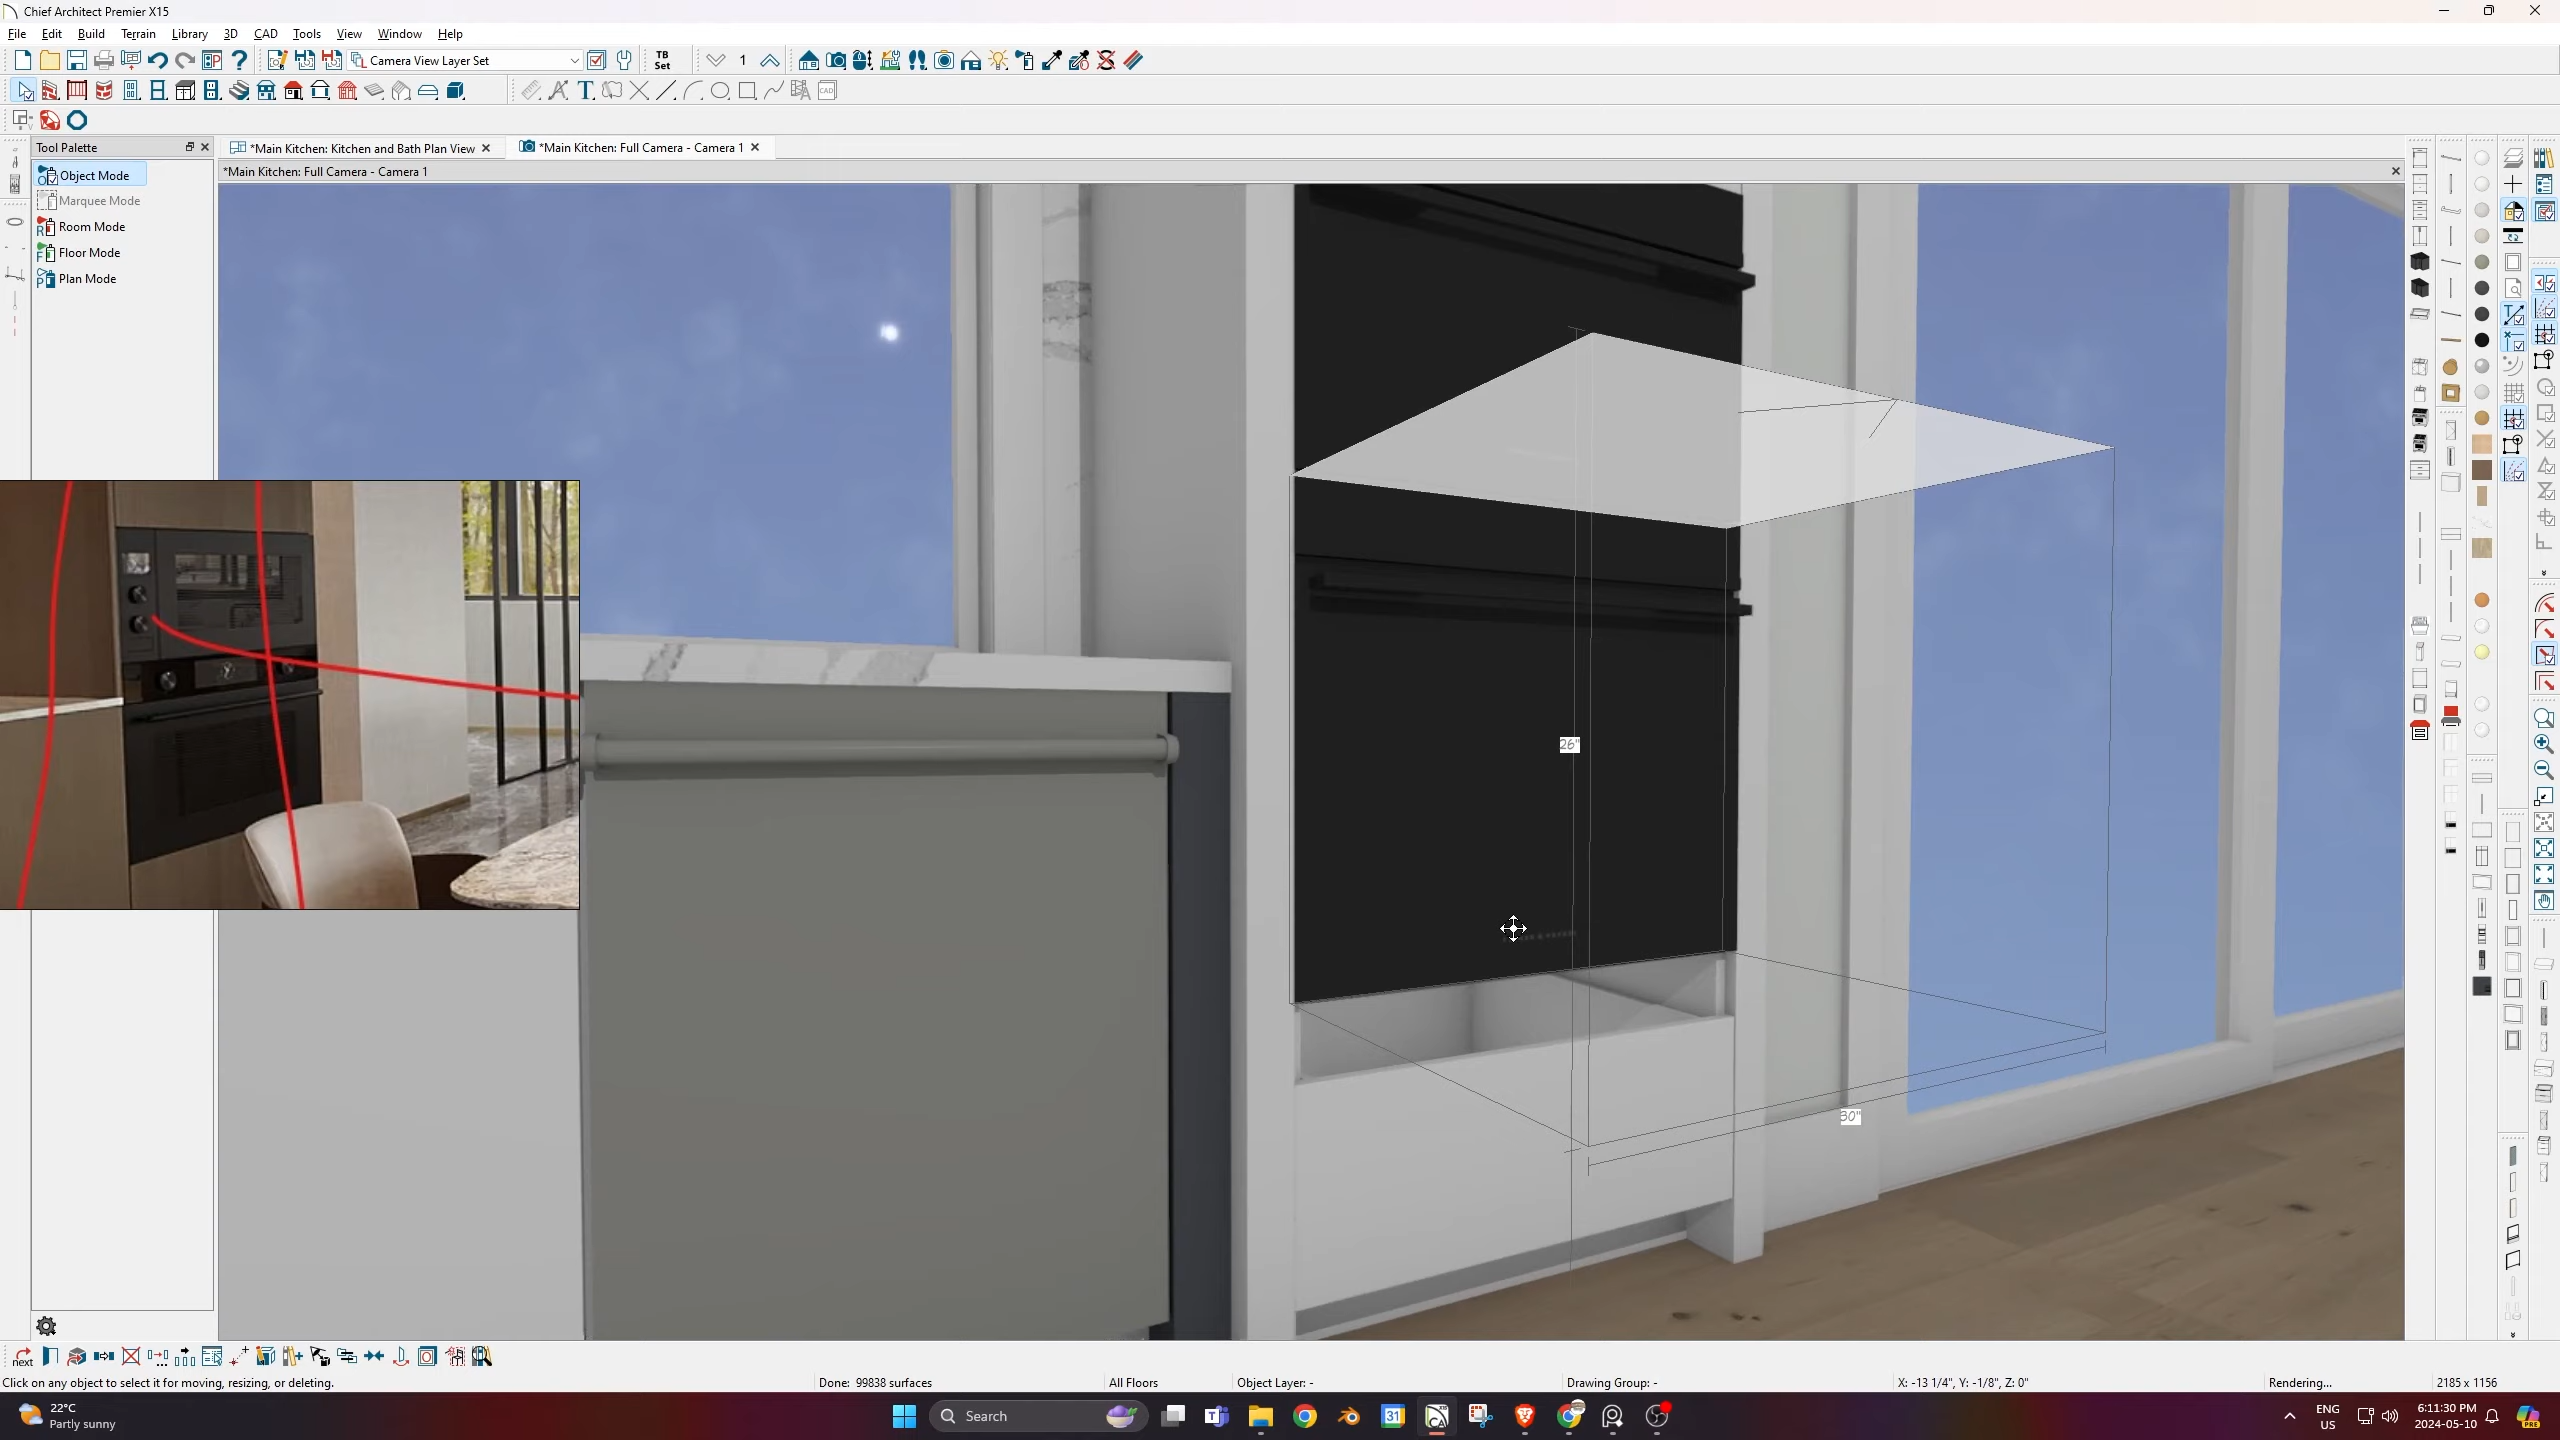 Chief Architect Premier X15
File Edit Build Terrain Library 3D CAD Tools View Window Help
Camera View Layer Set
TB
Set
1
T
CAD
Tool Palette
*Main Kitchen: Kitchen and Bath Plan View
*Main Kitchen: Full Camera - Camera 1
*Main Kitchen: Full Camera - Camera 1
Object Mode
Marquee Mode
Room Mode
Floor Mode
Plan Mode
26"
30"
next
Click on any object to select it for moving, resizing, or deleting.
Done: 99838 surfaces
All Floors
Object Layer: -
Drawing Group: -
X: -13 1/4", Y: -1/8", Z: 0"
Rendering...
2185 x 1156
22°C
Partly sunny
Search
31
ENG
US
6:11:30 PM
2024-05-10